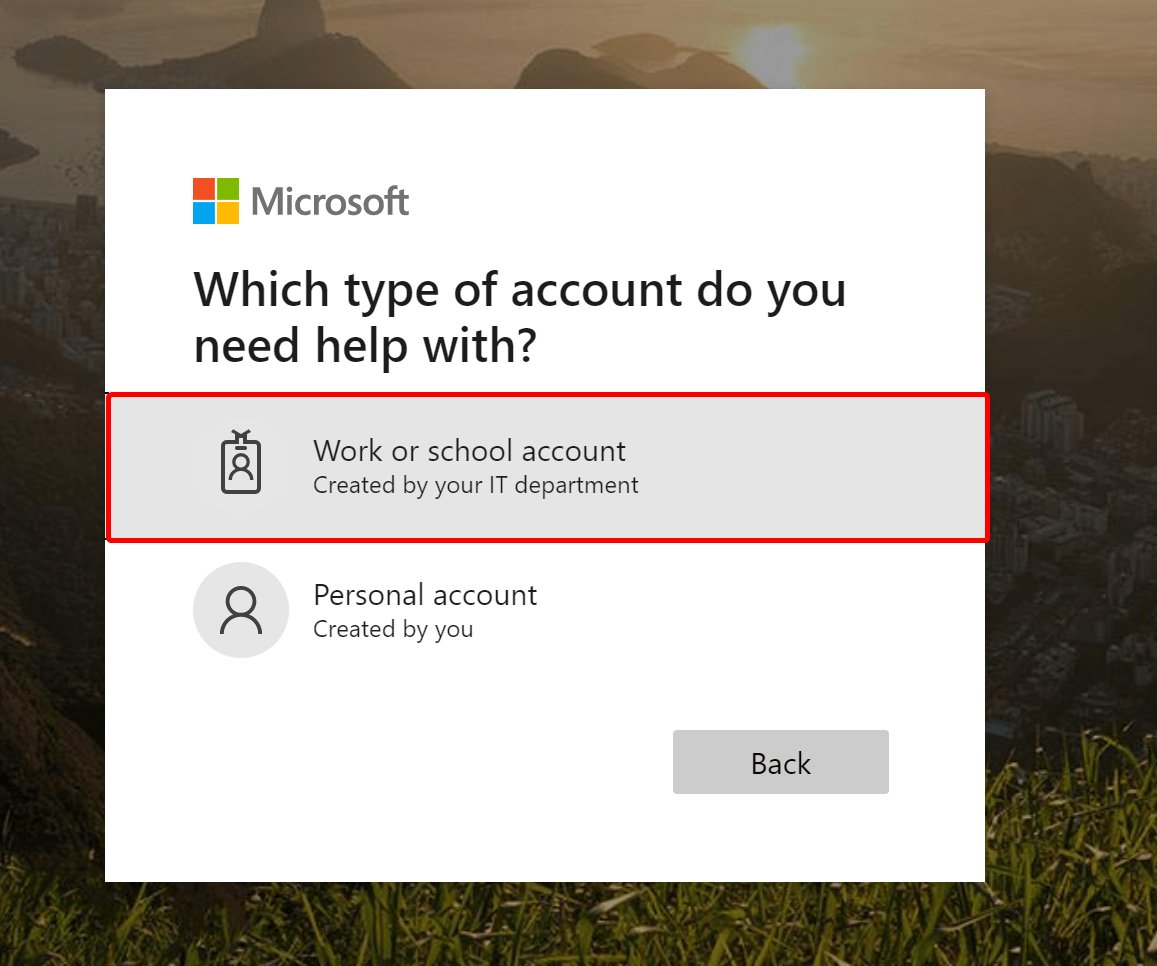 Microsoft
Which type of account do you
need help with?
Work or school account
Created by your IT department
Personal account
Created by you
Back